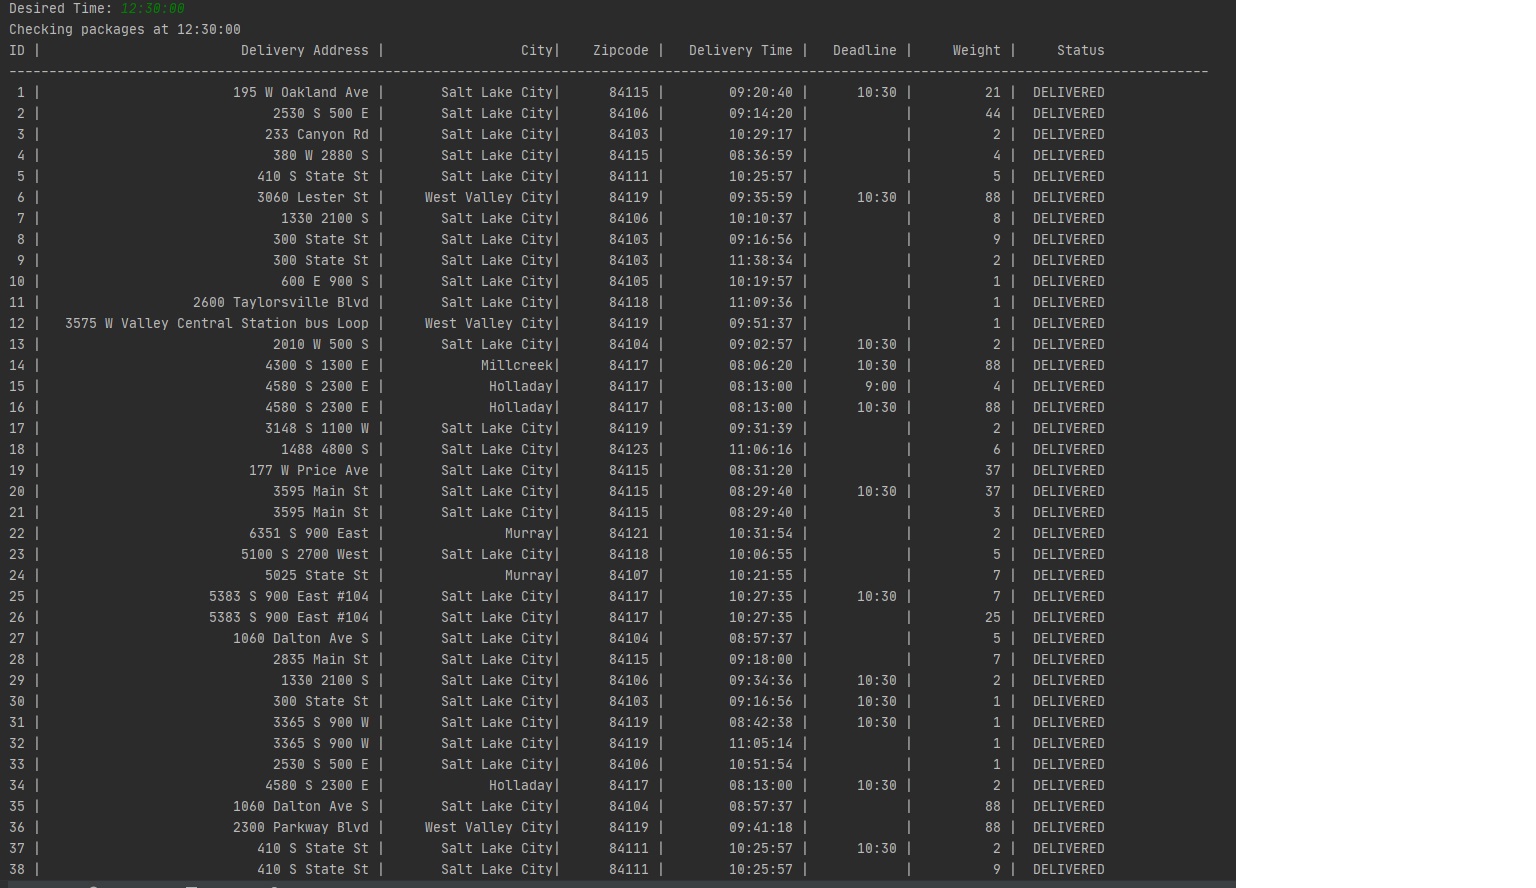 Desired Time: 12:30:00
Checking packages at 12:30:00
ID | Delivery Address | City| Zipcode | Delivery Time | Deadline | Weight | Status
------------------------------------------------------------------------------------------------------------------------------------------------------
1 | 195 W Oakland Ave | Salt Lake City| 84115 | 09:20:40 | 10:30 | 21 | DELIVERED
2 | 2530 S 500 E | Salt Lake City| 84106 | 09:14:20 | | 44 | DELIVERED
3 | 233 Canyon Rd | Salt Lake City| 84103 | 10:29:17 | | 2 | DELIVERED
4 | 380 W 2880 S | Salt Lake City| 84115 | 08:36:59 | | 4 | DELIVERED
5 | 410 S State St | Salt Lake City| 84111 | 10:25:57 | | 5 | DELIVERED
6 | 3060 Lester St | West Valley City| 84119 | 09:35:59 | 10:30 | 88 | DELIVERED
7 | 1330 2100 S | Salt Lake City| 84106 | 10:10:37 | | 8 | DELIVERED
8 | 300 State St | Salt Lake City| 84103 | 09:16:56 | | 9 | DELIVERED
9 | 300 State St | Salt Lake City| 84103 | 11:38:34 | | 2 | DELIVERED
10 | 600 E 900 S | Salt Lake City| 84105 | 10:19:57 | | 1 | DELIVERED
11 | 2600 Taylorsville Blvd | Salt Lake City| 84118 | 11:09:36 | | 1 | DELIVERED
12 | 3575 W Valley Central Station bus Loop | West Valley City| 84119 | 09:51:37 | | 1 | DELIVERED
13 | 2010 W 500 S | Salt Lake City| 84104 | 09:02:57 | 10:30 | 2 | DELIVERED
14 | 4300 S 1300 E | Millcreek| 84117 | 08:06:20 | 10:30 | 88 | DELIVERED
15 | 4580 S 2300 E | Holladay| 84117 | 08:13:00 | 9:00 | 4 | DELIVERED
16 | 4580 S 2300 E | Holladay| 84117 | 08:13:00 | 10:30 | 88 | DELIVERED
17 | 3148 S 1100 W | Salt Lake City| 84119 | 09:31:39 | | 2 | DELIVERED
18 | 1488 4800 S | Salt Lake City| 84123 | 11:06:16 | | 6 | DELIVERED
19 | 177 W Price Ave | Salt Lake City| 84115 | 08:31:20 | | 37 | DELIVERED
20 | 3595 Main St | Salt Lake City| 84115 | 08:29:40 | 10:30 | 37 | DELIVERED
21 | 3595 Main St | Salt Lake City| 84115 | 08:29:40 | | 3 | DELIVERED
22 | 6351 S 900 East | Murray| 84121 | 10:31:54 | | 2 | DELIVERED
23 | 5100 S 2700 West | Salt Lake City| 84118 | 10:06:55 | | 5 | DELIVERED
24 | 5025 State St | Murray| 84107 | 10:21:55 | | 7 | DELIVERED
25 | 5383 S 900 East #104 | Salt Lake City| 84117 | 10:27:35 | 10:30 | 7 | DELIVERED
26 | 5383 S 900 East #104 | Salt Lake City| 84117 | 10:27:35 | | 25 | DELIVERED
27 | 1060 Dalton Ave S | Salt Lake City| 84104 | 08:57:37 | | 5 | DELIVERED
28 | 2835 Main St | Salt Lake City| 84115 | 09:18:00 | | 7 | DELIVERED
29 | 1330 2100 S | Salt Lake City| 84106 | 09:34:36 | 10:30 | 2 | DELIVERED
30 | 300 State St | Salt Lake City| 84103 | 09:16:56 | 10:30 | 1 | DELIVERED
31 | 3365 S 900 W | Salt Lake City| 84119 | 08:42:38 | 10:30 | 1 | DELIVERED
32 | 3365 S 900 W | Salt Lake City| 84119 | 11:05:14 | | 1 | DELIVERED
33 | 2530 S 500 E | Salt Lake City| 84106 | 10:51:54 | | 1 | DELIVERED
34 | 4580 S 2300 E | Holladay| 84117 | 08:13:00 | 10:30 | 2 | DELIVERED
35 | 1060 Dalton Ave S | Salt Lake City| 84104 | 08:57:37 | | 88 | DELIVERED
36 | 2300 Parkway Blvd | West Valley City| 84119 | 09:41:18 | | 88 | DELIVERED
37 | 410 S State St | Salt Lake City| 84111 | 10:25:57 | 10:30 | 2 | DELIVERED
38 | 410 S State St | Salt Lake City| 84111 | 10:25:57 | | 9 | DELIVERED